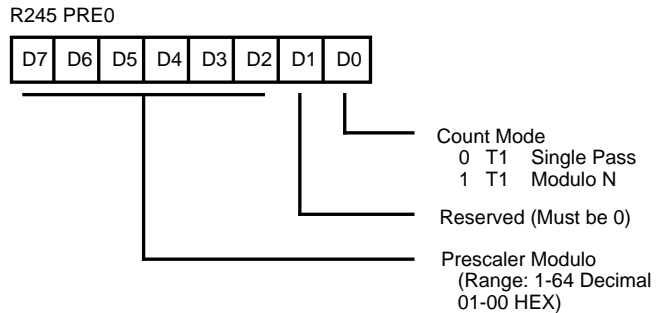 R245 PRE0
D7 D6 D5 D4 D3 D2 D1 D0
Count Mode
0 T1 Single Pass
1 T1 Modulo N
Reserved (Must be 0)
Prescaler Modulo
(Range: 1-64 Decimal
01-00 HEX)